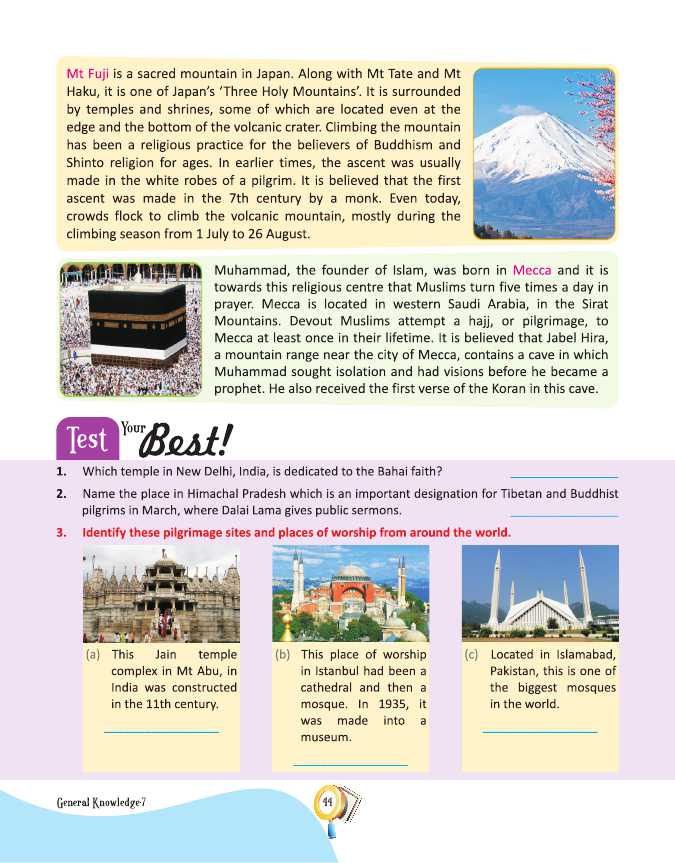 Mt Fuji is a sacred mountain in Japan. Along with Mt Tate and Mt
Haku, it is one of Japan's 'Three Holy Mountains'. It is surrounded
by temples and shrines, some of which are located even at the
edge and the bottom of the volcanic crater. Climbing the mountain
has been a religious practice for the believers of Buddhism and
Shinto religion for ages. In earlier times, the ascent was usually
made in the white robes of a pilgrim. It is believed that the first
ascent was made in the 7th century by a monk. Even today,
crowds flock to climb the volcanic mountain, mostly during the
climbing season from 1 July to 26 August.
Muhammad, the founder of Islam, was born in Mecca and it is
towards this religious centre that Muslims turn five times a day in
prayer. Mecca is located in western Saudi Arabia, in the Sirat
Mountains. Devout Muslims attempt a hajj, or pilgrimage, to
Mecca at least once in their lifetime. It is believed that Jabel Hira,
a mountain range near the city of Mecca, contains a cave in which
Muhammad sought isolation and had visions before he became a
prophet. He also received the first verse of the Koran in this cave.
Test Your Best!
1. Which temple in New Delhi, India, is dedicated to the Bahai faith?
2. Name the place in Himachal Pradesh which is an important designation for Tibetan and Buddhist
pilgrims in March, where Dalai Lama gives public sermons.
3. Identify these pilgrimage sites and places of worship from around the world.
(a) This Jain temple
complex in Mt Abu, in
India was constructed
in the 11th century.
(b) This place of worship
in Istanbul had been a
cathedral and then a
mosque. In 1935, it
was made into a
museum.
(c) Located in Islamabad,
Pakistan, this is one of
the biggest mosques
in the world.
General Knowledge-7
44